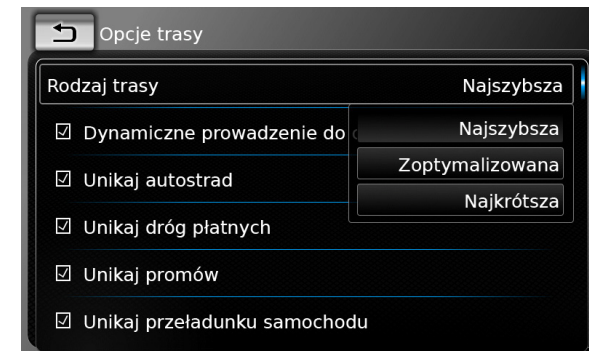 Opcje trasy
Rodzaj trasy Najszybsza
Dynamiczne prowadzenie do
Najszybsza
Unikaj autostrad
Zoptymalizowana
Najkrótsza
Unikaj dróg płatnych
Unikaj promów
Unikaj przeładunku samochodu